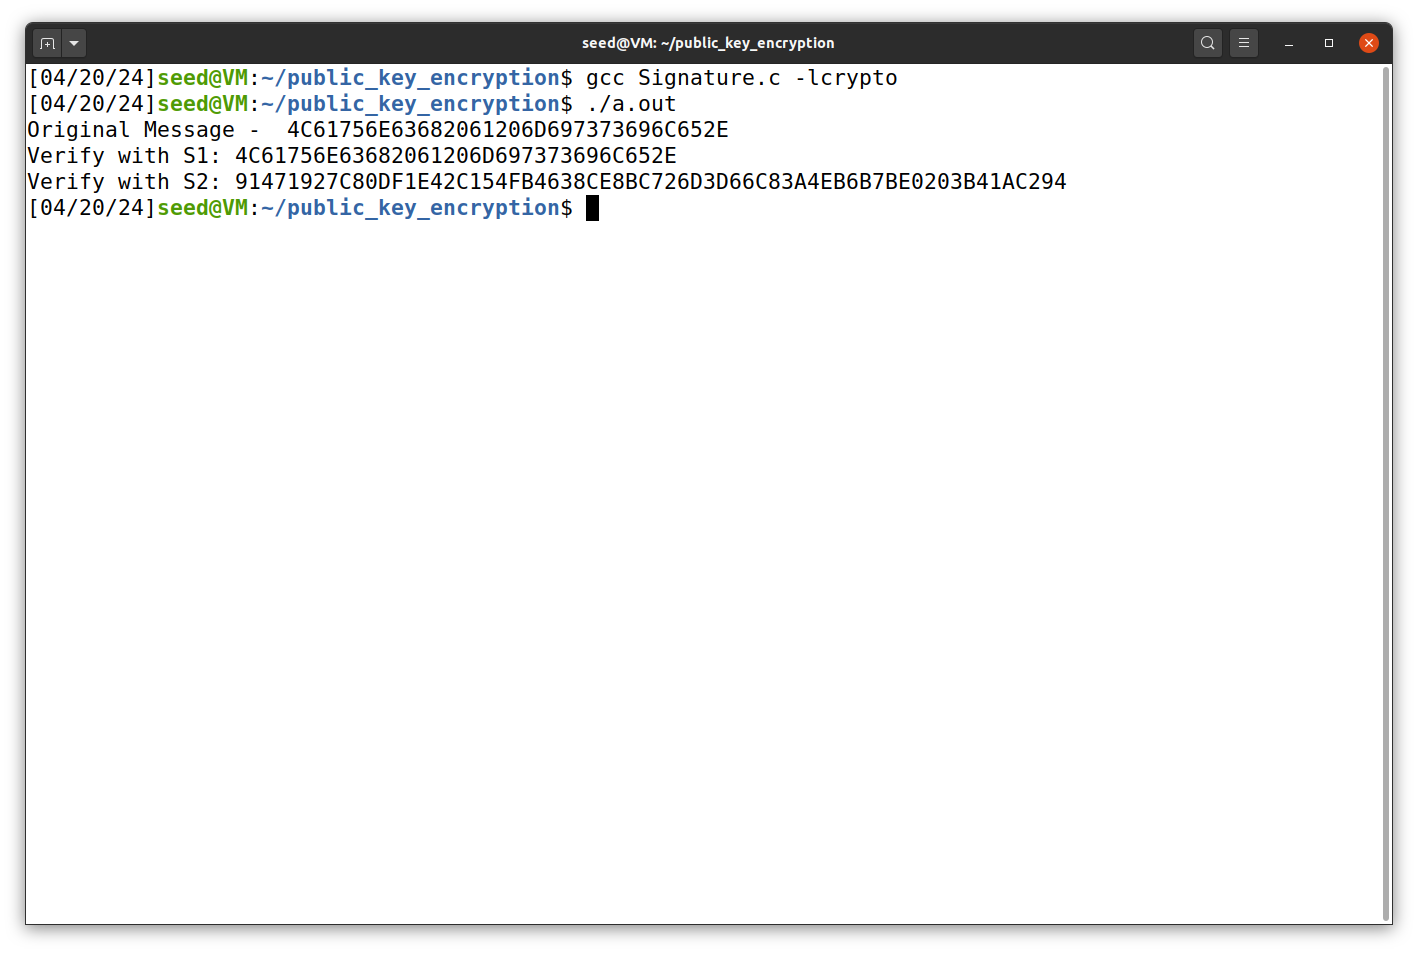 seed@VM: ~/public_key_encryption
[04/20/24]seed@VM:~/public_key_encryption$ gcc Signature.c -lcrypto
[04/20/24]seed@VM:~/public_key_encryption$ ./a.out
Original Message -  4C61756E63682061206D697373696C652E
Verify with S1: 4C61756E63682061206D697373696C652E
Verify with S2: 91471927C80DF1E42C154FB4638CE8BC726D3D66C83A4EB6B7BE0203B41AC294
[04/20/24]seed@VM:~/public_key_encryption$